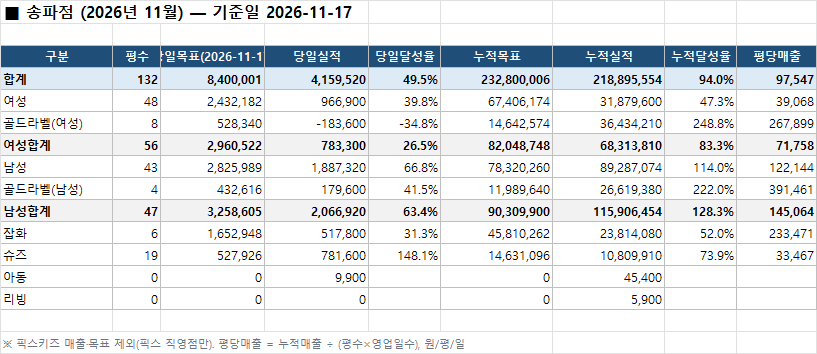 ■ 송파점 (2026년 11월) — 기준일 2026-11-17
구분 평수 당일목표(2026-11-1 당일실적 당일달성율 누적목표 누적실적 누적달성율 평당매출
합계 132 8,400,001 4,159,520 49.5% 232,800,006 218,895,554 94.0% 97,547
여성 48 2,432,182 966,900 39.8% 67,406,174 31,879,600 47.3% 39,068
골드라벨(여성) 8 528,340 -183,600 -34.8% 14,642,574 36,434,210 248.8% 267,899
여성합계 56 2,960,522 783,300 26.5% 82,048,748 68,313,810 83.3% 71,758
남성 43 2,825,989 1,887,320 66.8% 78,320,260 89,287,074 114.0% 122,144
골드라벨(남성) 4 432,616 179,600 41.5% 11,989,640 26,619,380 222.0% 391,461
남성합계 47 3,258,605 2,066,920 63.4% 90,309,900 115,906,454 128.3% 145,064
잡화 6 1,652,948 517,800 31.3% 45,810,262 23,814,080 52.0% 233,471
슈즈 19 527,926 781,600 148.1% 14,631,096 10,809,910 73.9% 33,467
아동 0 0 9,900 0 45,400
리빙 0 0 0 0 5,900
※ 픽스키즈 매출·목표 제외(픽스 직영점만). 평당매출 = 누적매출 ÷ (평수×영업일수), 원/평/일